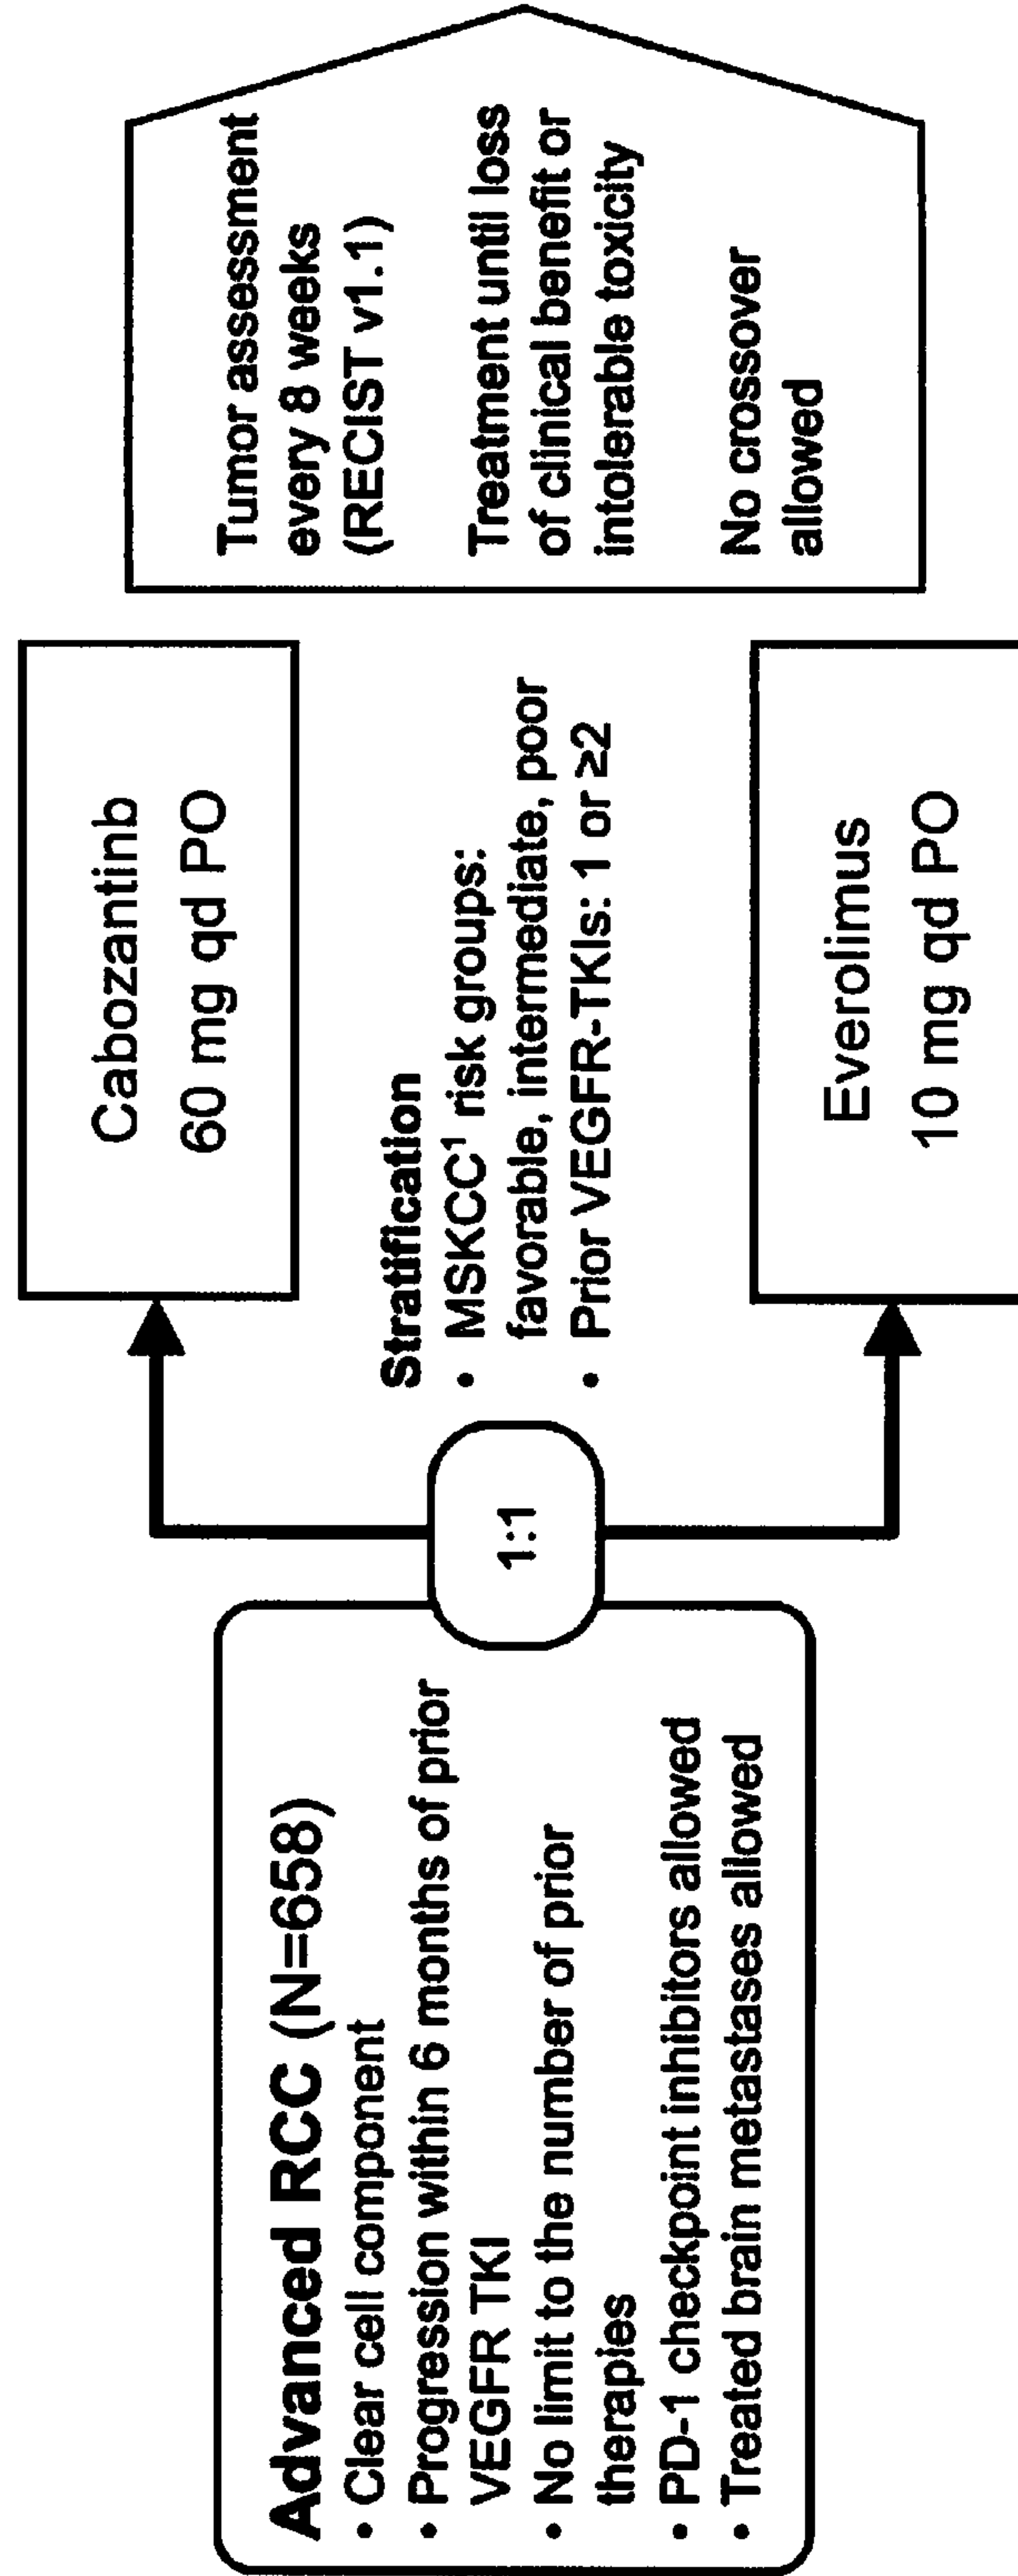 Advanced RCC (N=658)
• Clear cell component
• Progression within 6 months of prior
VEGFR TKI
• No limit to the number of prior
therapies
• PD-1 checkpoint inhibitors allowed
• Treated brain metastases allowed
1:1
Cabozantinb
60 mg qd PO
Stratification
• MSKCC¹ risk groups:
favorable, intermediate, poor
• Prior VEGFR-TKIs: 1 or ≥2
Everolimus
10 mg qd PO
Tumor assessment
every 8 weeks
(RECIST v1.1)
Treatment until loss
of clinical benefit or
intolerable toxicity
No crossover
allowed